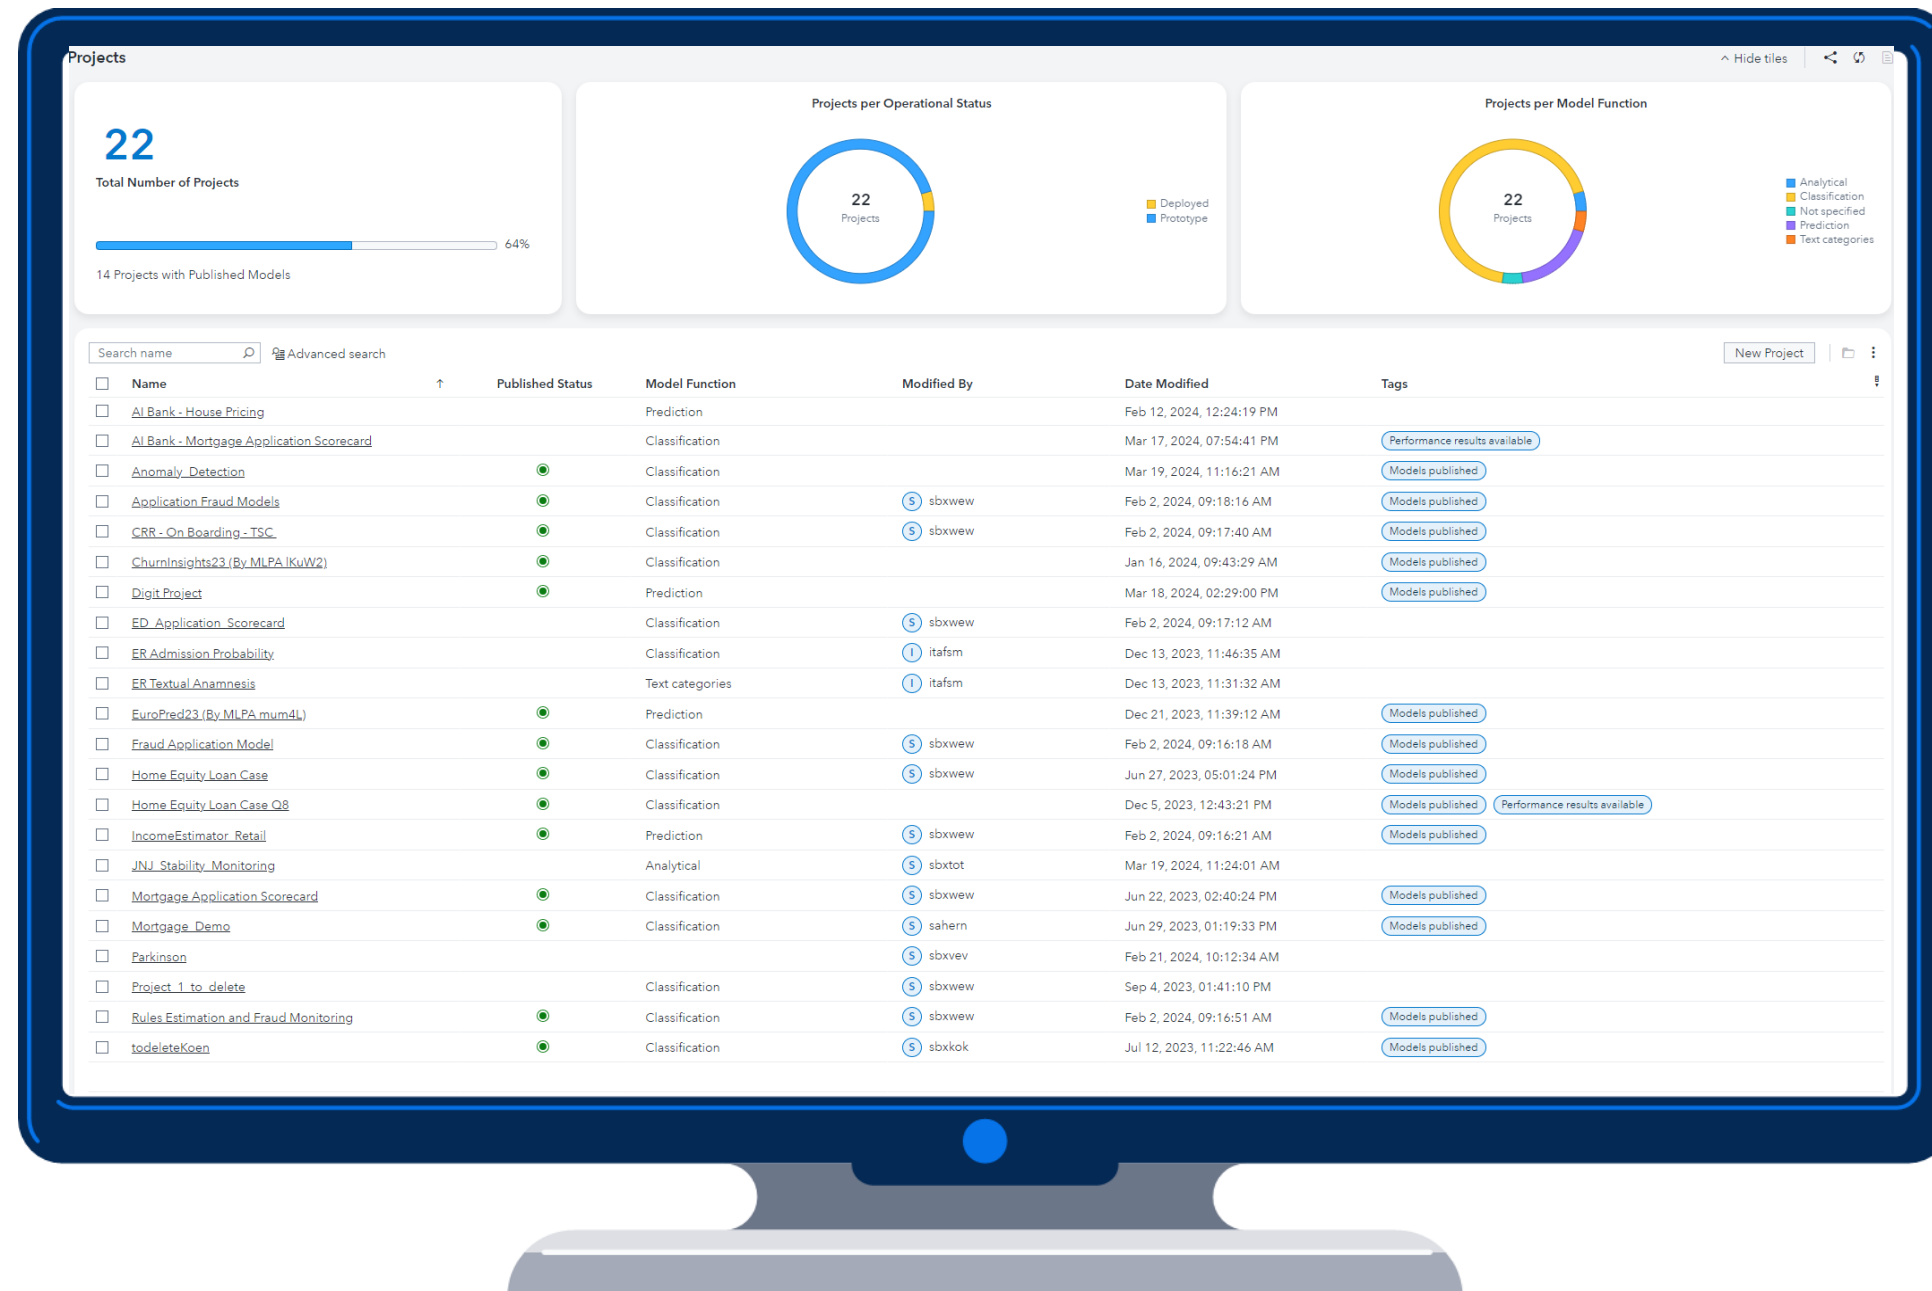 Projects
Hide tiles
22
Total Number of Projects
64%
14 Projects with Published Models
Projects per Operational Status
22
Projects
Deployed
Prototype
Projects per Model Function
22
Projects
Analytical
Classification
Not specified
Prediction
Text categories
Search name Advanced search New Project
Name Published Status Model Function Modified By Date Modified Tags
AI Bank - House Pricing Prediction Feb 12, 2024, 12:24:19 PM
AI Bank - Mortgage Application Scorecard Classification Mar 17, 2024, 07:54:41 PM Performance results available
Anomaly_Detection Classification Mar 19, 2024, 11:16:21 AM Models published
Application Fraud Models Classification S sbxwew Feb 2, 2024, 09:18:16 AM Models published
CRR - On Boarding - TSC Classification S sbxwew Feb 2, 2024, 09:17:40 AM Models published
ChurnInsights23 (By MLPA lKuW2) Classification Jan 16, 2024, 09:43:29 AM Models published
Digit Project Prediction Mar 18, 2024, 02:29:00 PM Models published
ED_Application_Scorecard Classification S sbxwew Feb 2, 2024, 09:17:12 AM
ER Admission Probability Classification I itafsm Dec 13, 2023, 11:46:35 AM
ER Textual Anamnesis Text categories I itafsm Dec 13, 2023, 11:31:32 AM
EuroPred23 (By MLPA mum4L) Prediction Dec 21, 2023, 11:39:12 AM Models published
Fraud Application Model Classification S sbxwew Feb 2, 2024, 09:16:18 AM Models published
Home Equity Loan Case Classification S sbxwew Jun 27, 2023, 05:01:24 PM Models published
Home Equity Loan Case Q8 Classification Dec 5, 2023, 12:43:21 PM Models published Performance results available
IncomeEstimator_Retail Prediction S sbxwew Feb 2, 2024, 09:16:21 AM Models published
JNJ_Stability_Monitoring Analytical S sbxtot Mar 19, 2024, 11:24:01 AM
Mortgage Application Scorecard Classification S sbxwew Jun 22, 2023, 02:40:24 PM Models published
Mortgage_Demo Classification S sahern Jun 29, 2023, 01:19:33 PM Models published
Parkinson S sbxvev Feb 21, 2024, 10:12:34 AM
Project_1_to_delete Classification S sbxwew Sep 4, 2023, 01:41:10 PM
Rules Estimation and Fraud Monitoring Classification S sbxwew Feb 2, 2024, 09:16:51 AM Models published
todeleteKoen Classification S sbxkok Jul 12, 2023, 11:22:46 AM Models published